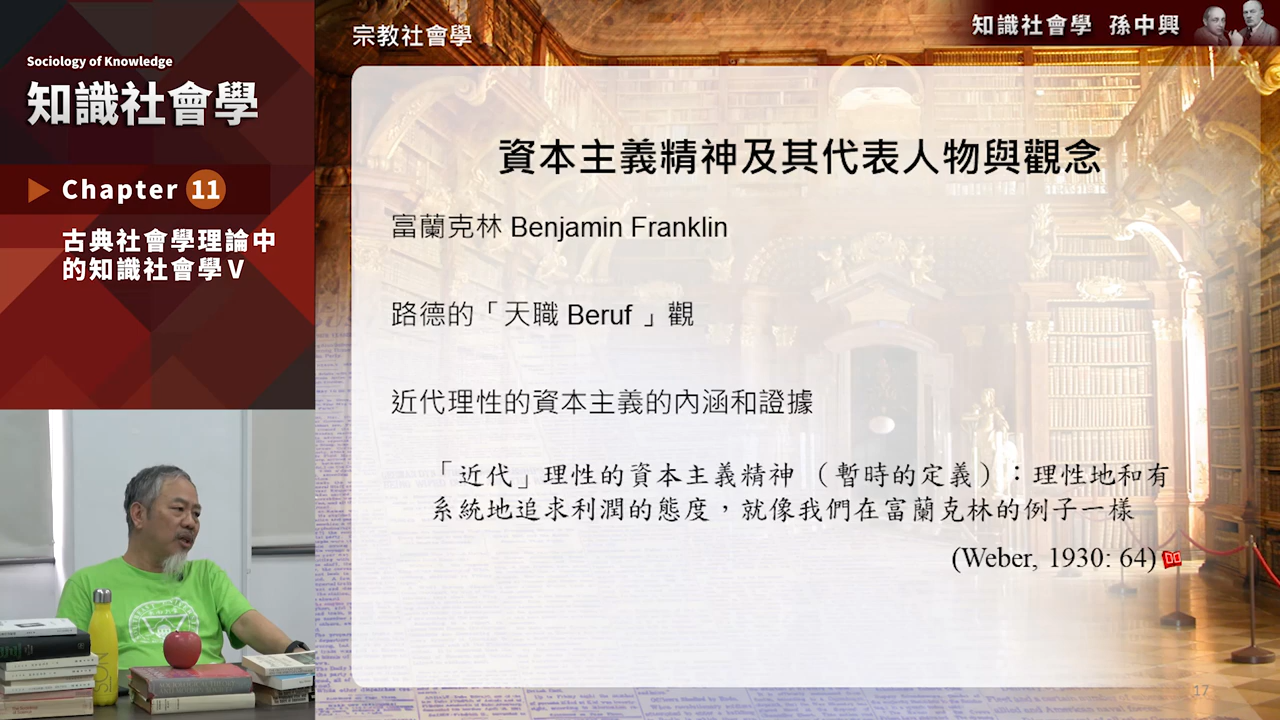 Sociology of Knowledge
知識社會學
Chapter 11
古典社會學理論中
的知識社會學 V
宗教社會學
知識社會學 孫中興
資本主義精神及其代表人物與觀念
富蘭克林 Benjamin Franklin
路德的「天職 Beruf 」觀
近代理性的資本主義的內涵和證據
「近代」理性的資本主義精神 （暫時的定義）：理性地和有
系統地追求利潤的態度，就像我們在富蘭克林的例子一樣
(Weber, 1930: 64)
17